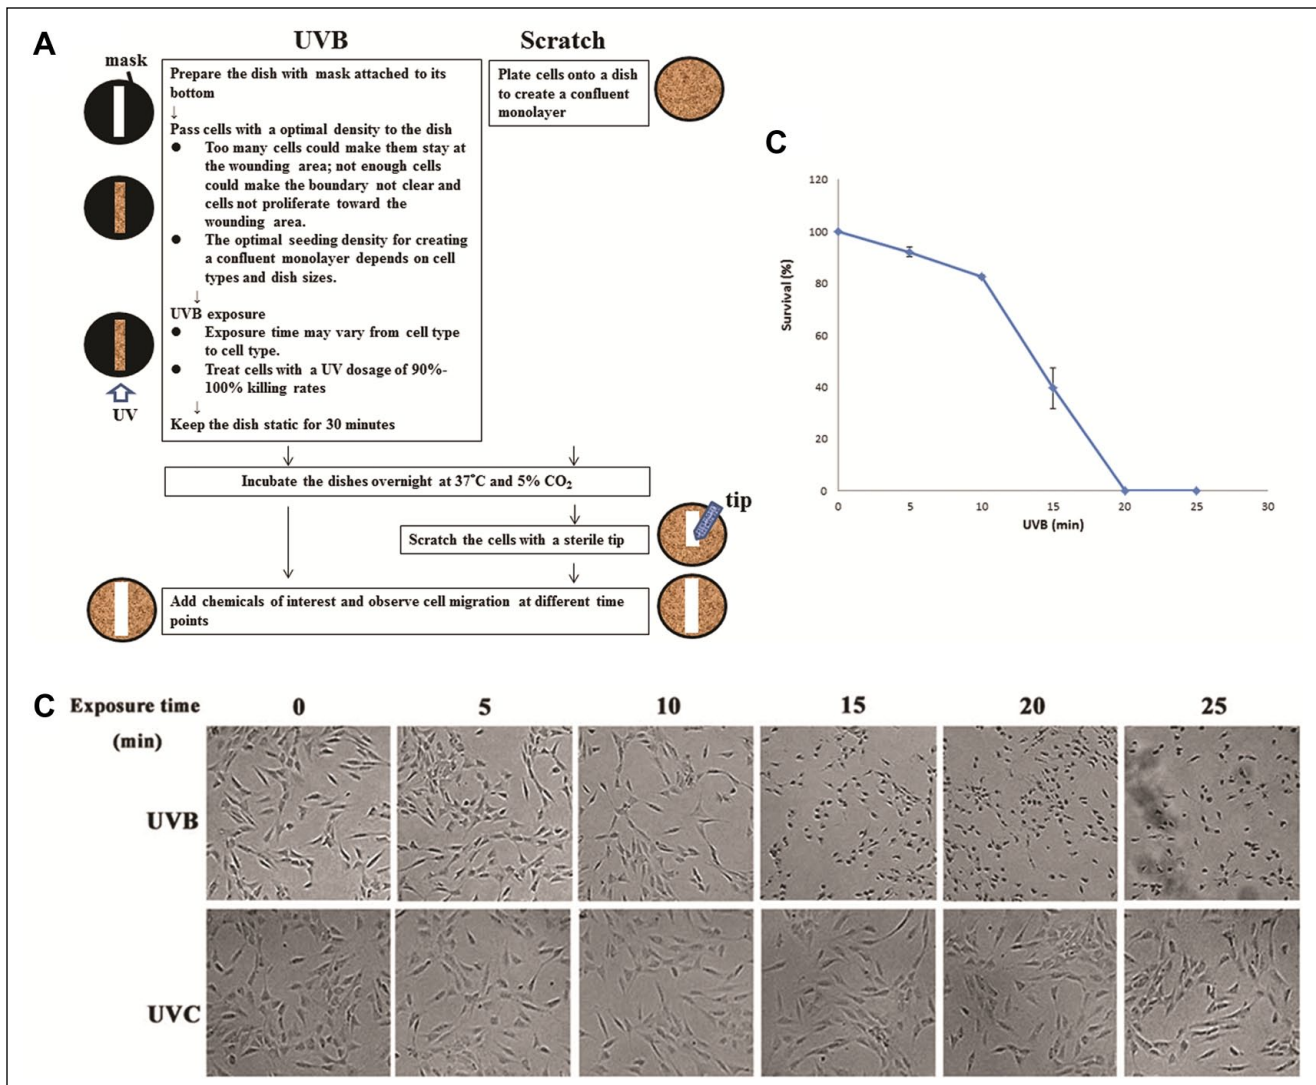 A
UVB
Scratch
mask
Prepare the dish with mask attached to its
bottom
↓
Pass cells with a optimal density to the dish
● Too many cells could make them stay at
the wounding area; not enough cells
could make the boundary not clear and
cells not proliferate toward the
wounding area.
● The optimal seeding density for creating
a confluent monolayer depends on cell
types and dish sizes.
↓
UVB exposure
● Exposure time may vary from cell type
to cell type.
● Treat cells with a UV dosage of 90%-
100% killing rates
↓
Keep the dish static for 30 minutes
UV
Plate cells onto a dish
to create a confluent
monolayer
Incubate the dishes overnight at 37°C and 5% CO₂
tip
Scratch the cells with a sterile tip
Add chemicals of interest and observe cell migration at different time
points
C
120
100
80
60
40
20
0
Survival (%)
0 5 10 15 20 25 30
UVB (min)
C
Exposure time 0 5 10 15 20 25
(min)
UVB
UVC